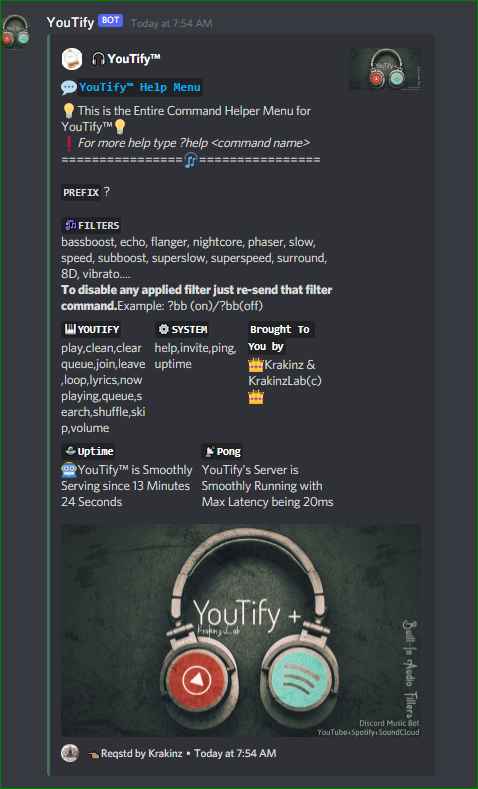 YouTify BOT Today at 7:54 AM
🎧YouTify™
💬YouTify™ Help Menu
💡This is the Entire Command Helper Menu for
YouTify™💡
❗For more help type ?help <command name>
================🎵================
PREFIX ?
🎶FILTERS
bassboost, echo, flanger, nightcore, phaser, slow,
speed, subboost, superslow, superspeed, surround,
8D, vibrato....
To disable any applied filter just re-send that filter
command.Example: ?bb (on)/?bb(off)
🎹YOUTIFY
play,clean,clear
queue,join,leave
,loop,lyrics,now
playing,queue,s
earch,shuffle,ski
p,volume
⚙SYSTEM
help,invite,ping,
uptime
Brought To
You by
👑Krakinz &
KrakinzLab(c)
👑
Uptime
🤖YouTify™ is Smoothly
Serving since 13 Minutes
24 Seconds
📡Pong
YouTify's Server is
Smoothly Running with
Max Latency being 20ms
YouTify +
Krakinz Lab
Built-In Audio Filters
Discord Music Bot
YouTube+Spotify+SoundCloud
Reqstd by Krakinz • Today at 7:54 AM